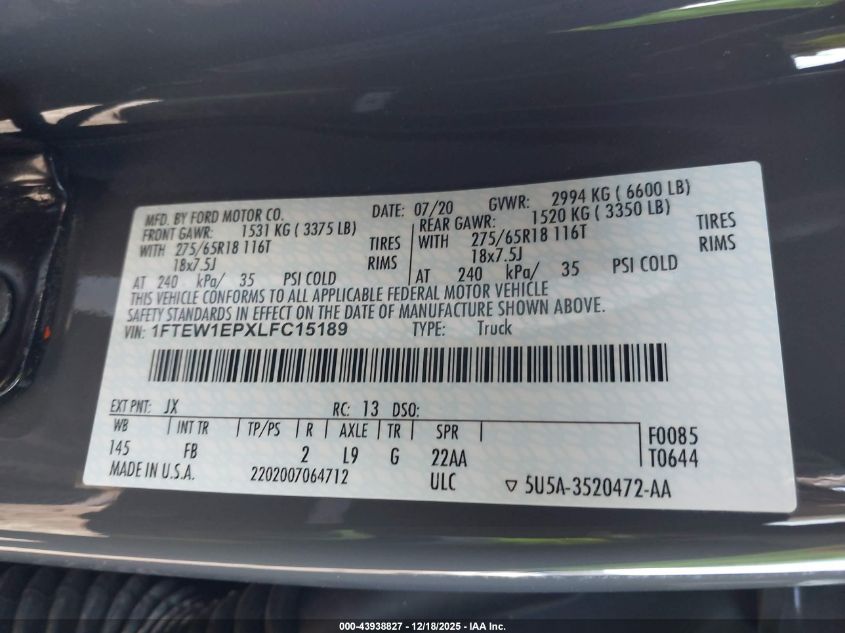 MFD. BY FORD MOTOR CO. DATE: 07/20 GVWR: 2994 KG ( 6600 LB)
FRONT GAWR: 1531 KG ( 3375 LB) REAR GAWR: 1520 KG ( 3350 LB)
WITH 275/65R18 116T TIRES WITH 275/65R18 116T TIRES
18x7.5J RIMS 18x7.5J RIMS
AT 240 kPa/ 35 PSI COLD AT 240 kPa/ 35 PSI COLD
THIS VEHICLE CONFORMS TO ALL APPLICABLE FEDERAL MOTOR VEHICLE
SAFETY STANDARDS IN EFFECT ON THE DATE OF MANUFACTURE SHOWN ABOVE.
VIN: 1FTEW1EPXLFC15189 TYPE: Truck
EXT PNT: JX RC: 13 DSO:
WB INT TR TP/PS R AXLE TR SPR F0085
145 FB 2 L9 G 22AA T0644
MADE IN U.S.A. 2202007064712 ULC ▽ 5U5A-3520472-AA
000-43938827 - 12/18/2025 - IAA Inc.